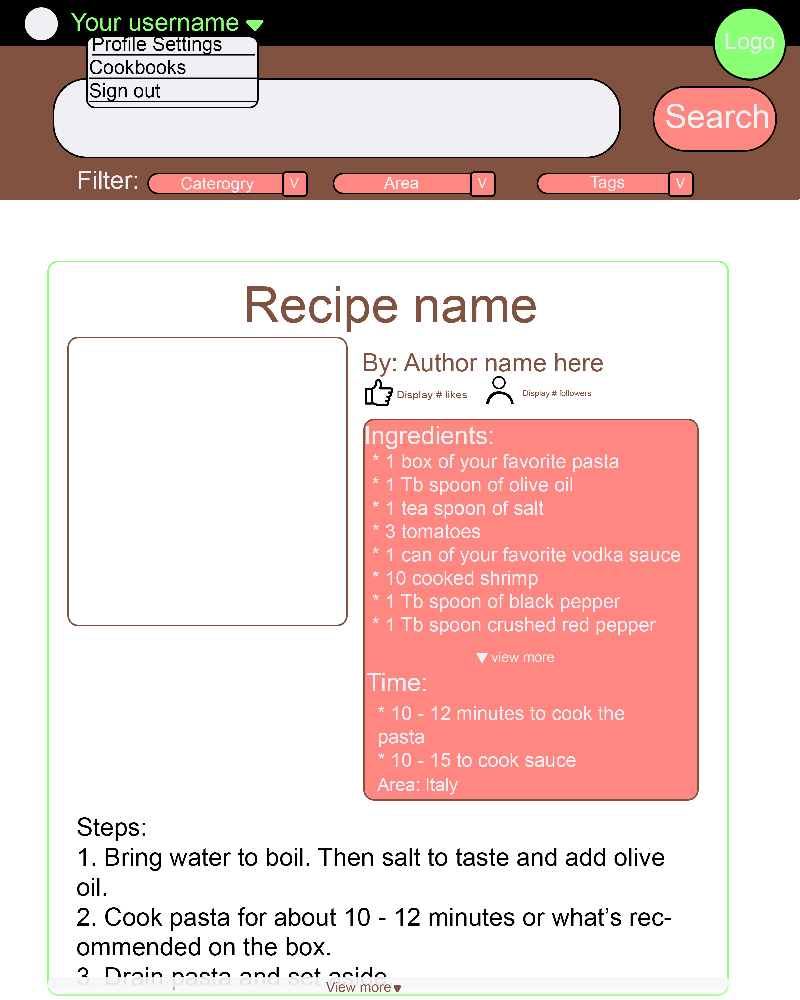 Your username
Logo
Profile Settings
Cookbooks
Sign out
Search
Filter:
Caterogry V
Area V
Tags V
Recipe name
By: Author name here
Display # likes
Display # followers
Ingredients:
* 1 box of your favorite pasta
* 1 Tb spoon of olive oil
* 1 tea spoon of salt
* 3 tomatoes
* 1 can of your favorite vodka sauce
* 10 cooked shrimp
* 1 Tb spoon of black pepper
* 1 Tb spoon crushed red pepper
view more
Time:
* 10 - 12 minutes to cook the
pasta
* 10 - 15 to cook sauce
Area: Italy
Steps:
1. Bring water to boil. Then salt to taste and add olive
oil.
2. Cook pasta for about 10 - 12 minutes or what’s rec-
ommended on the box.
3. Drain pasta and set aside.
View more